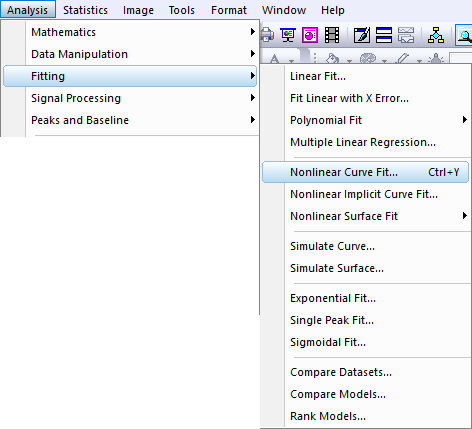 Analysis Statistics Image Tools Format Window Help
Mathematics
Data Manipulation
Fitting
Signal Processing
Peaks and Baseline
A
Linear Fit...
Fit Linear with X Error...
Polynomial Fit
Multiple Linear Regression...
Nonlinear Curve Fit... Ctrl+Y
Nonlinear Implicit Curve Fit...
Nonlinear Surface Fit
Simulate Curve...
Simulate Surface...
Exponential Fit...
Single Peak Fit...
Sigmoidal Fit...
Compare Datasets...
Compare Models...
Rank Models...